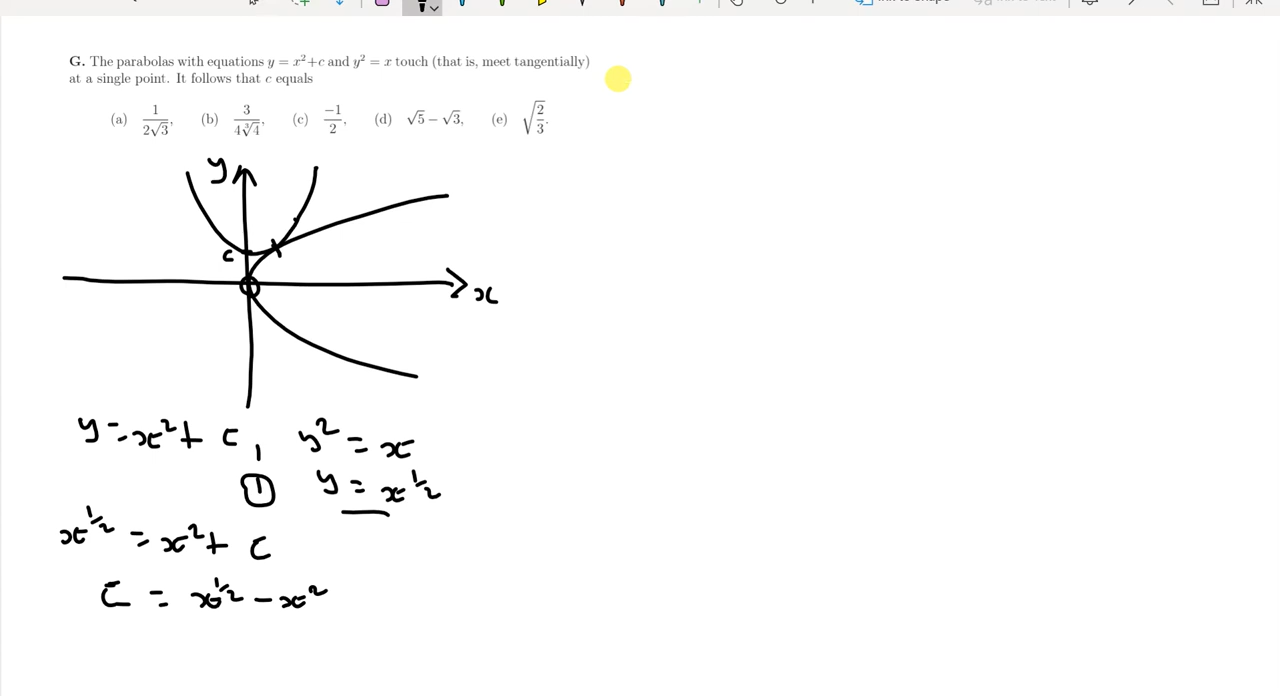 G. The parabolas with equations y = x²+c and y² = x touch (that is, meet tangentially)
at a single point. It follows that c equals
(a) 1/(2√3), (b) 3/(4∛4), (c) −1/2, (d) √5 − √3, (e) √(2/3).
y
c
x
y = x² + c, y² = x
① y = x^½
x^½ = x² + c
c = x^½ − x²